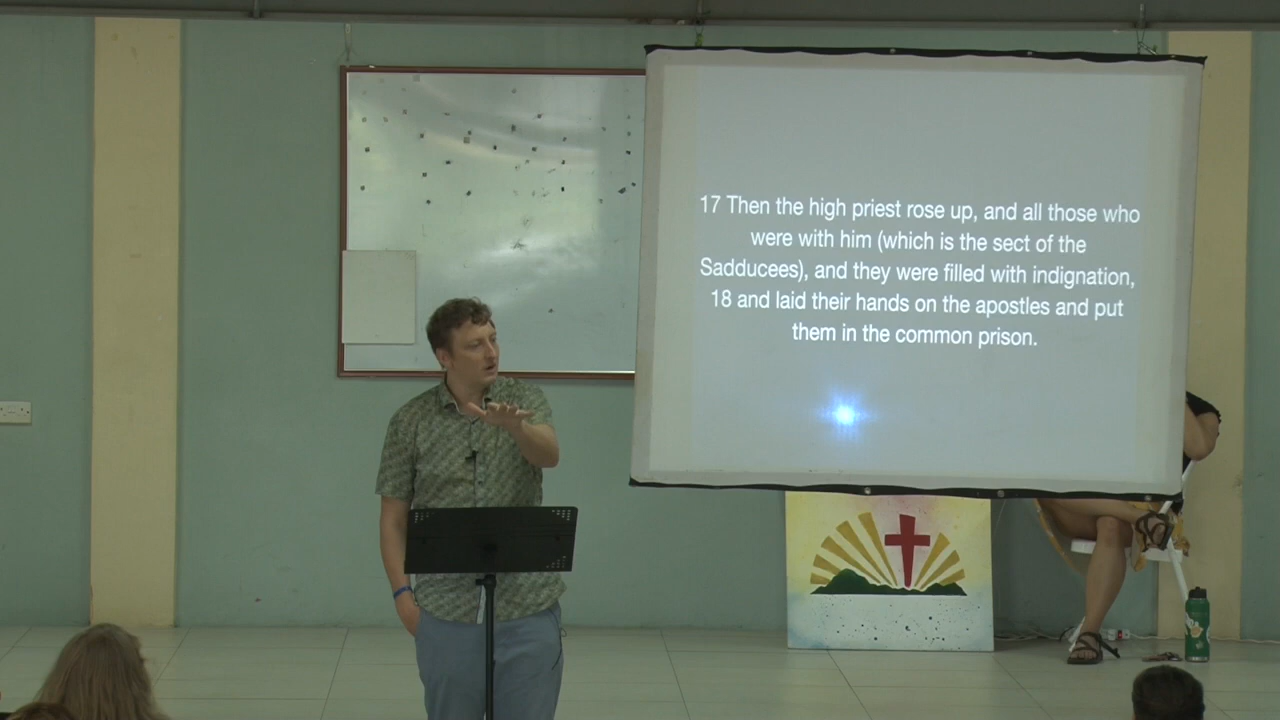 17 Then the high priest rose up, and all those who
were with him (which is the sect of the
Sadducees), and they were filled with indignation,
18 and laid their hands on the apostles and put
them in the common prison.